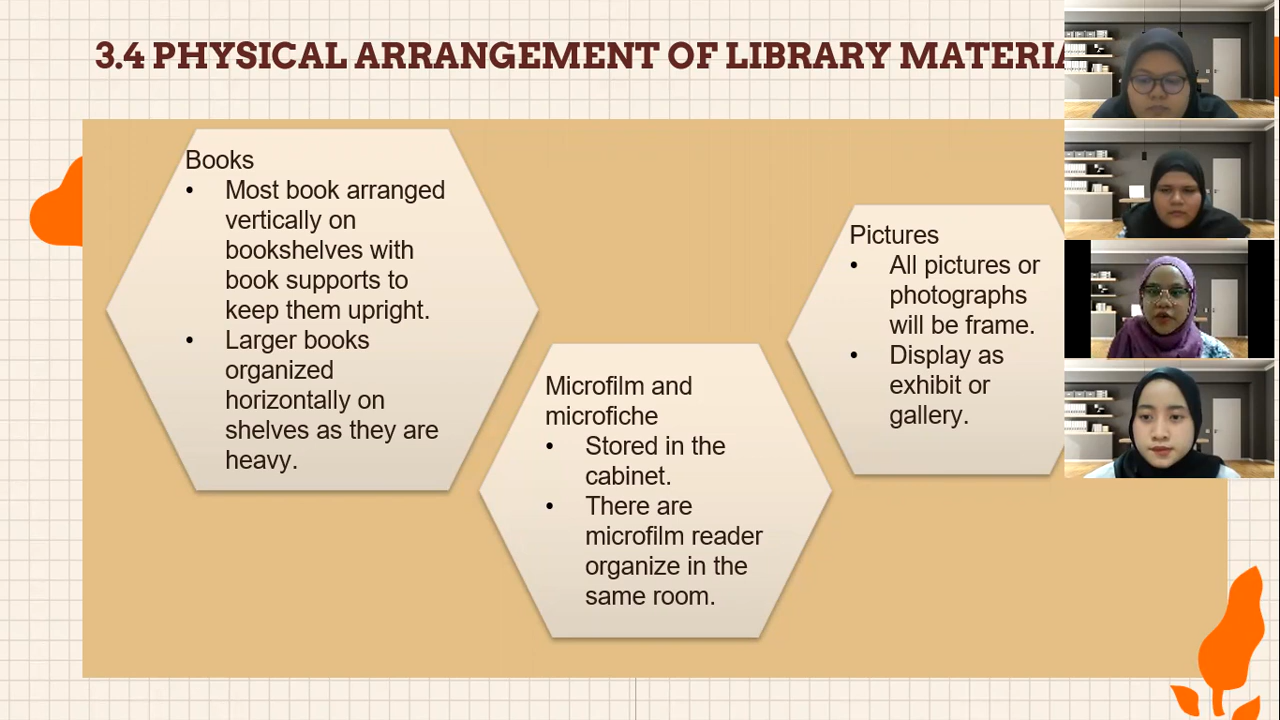 3.4 PHYSICAL ARRANGEMENT OF LIBRARY
Books
• Most book arranged
vertically on
bookshelves with
book supports to
keep them upright.
• Larger books
organized
horizontally on
shelves as they are
heavy.
Microfilm and
microfiche
• Stored in the
cabinet.
• There are
microfilm reader
organize in the
same room.
Pictures
• All pictures or
photographs
will be frame.
• Display as
exhibit or
gallery.